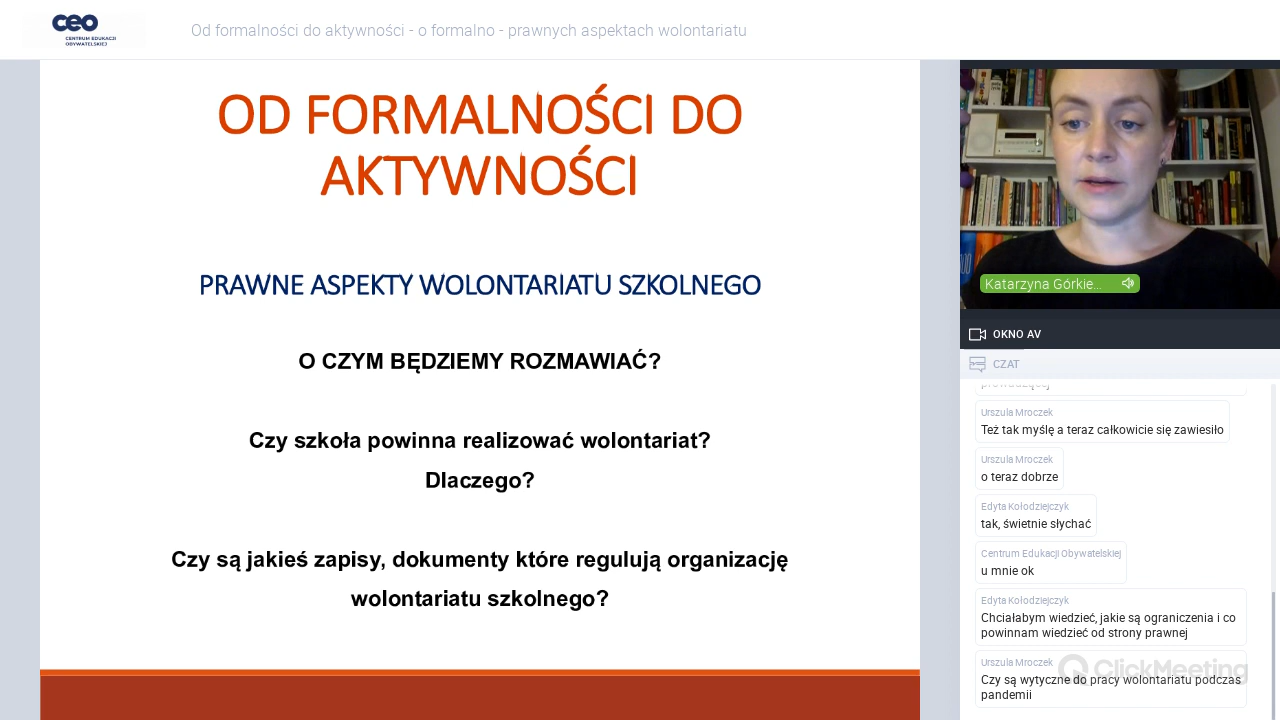 ceo
CENTRUM EDUKACJI
OBYWATELSKIEJ
Od formalności do aktywności - o formalno - prawnych aspektach wolontariatu
OD FORMALNOŚCI DO
AKTYWNOŚCI
PRAWNE ASPEKTY WOLONTARIATU SZKOLNEGO
O CZYM BĘDZIEMY ROZMAWIAĆ?
Czy szkoła powinna realizować wolontariat?
Dlaczego?
Czy są jakieś zapisy, dokumenty które regulują organizację
wolontariatu szkolnego?
Katarzyna Górkie...
OKNO AV
CZAT
Urszula Mroczek
Też tak myślę a teraz całkowicie się zawiesiło
Urszula Mroczek
o teraz dobrze
Edyta Kołodziejczyk
tak, świetnie słychać
Centrum Edukacji Obywatelskiej
u mnie ok
Edyta Kołodziejczyk
Chciałabym wiedzieć, jakie są ograniczenia i co
powinnam wiedzieć od strony prawnej
Urszula Mroczek
Czy są wytyczne do pracy wolontariatu podczas
pandemii
ClickMeeting